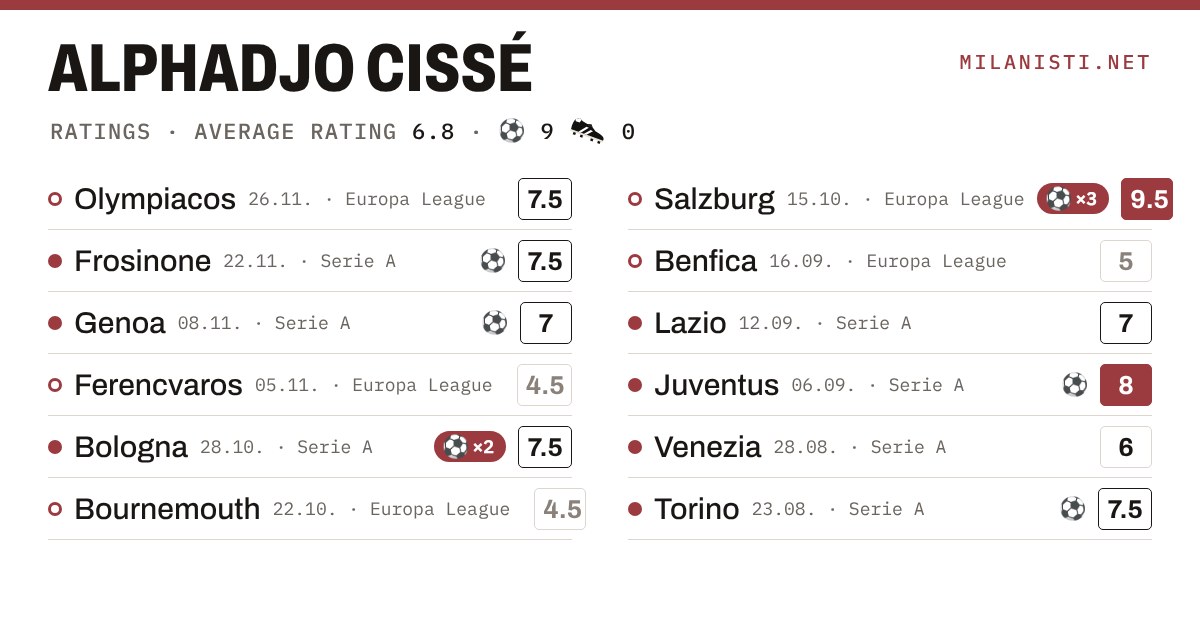 ALPHADJO CISSÉ
MILANISTI.NET
RATINGS · AVERAGE RATING 6.8 · ⚽ 9 👟 0
Olympiacos 26.11. · Europa League 7.5
Frosinone 22.11. · Serie A ⚽ 7.5
Genoa 08.11. · Serie A ⚽ 7
Ferencvaros 05.11. · Europa League 4.5
Bologna 28.10. · Serie A ⚽ ×2 7.5
Bournemouth 22.10. · Europa League 4.5
Salzburg 15.10. · Europa League ⚽ ×3 9.5
Benfica 16.09. · Europa League 5
Lazio 12.09. · Serie A 7
Juventus 06.09. · Serie A ⚽ 8
Venezia 28.08. · Serie A 6
Torino 23.08. · Serie A ⚽ 7.5